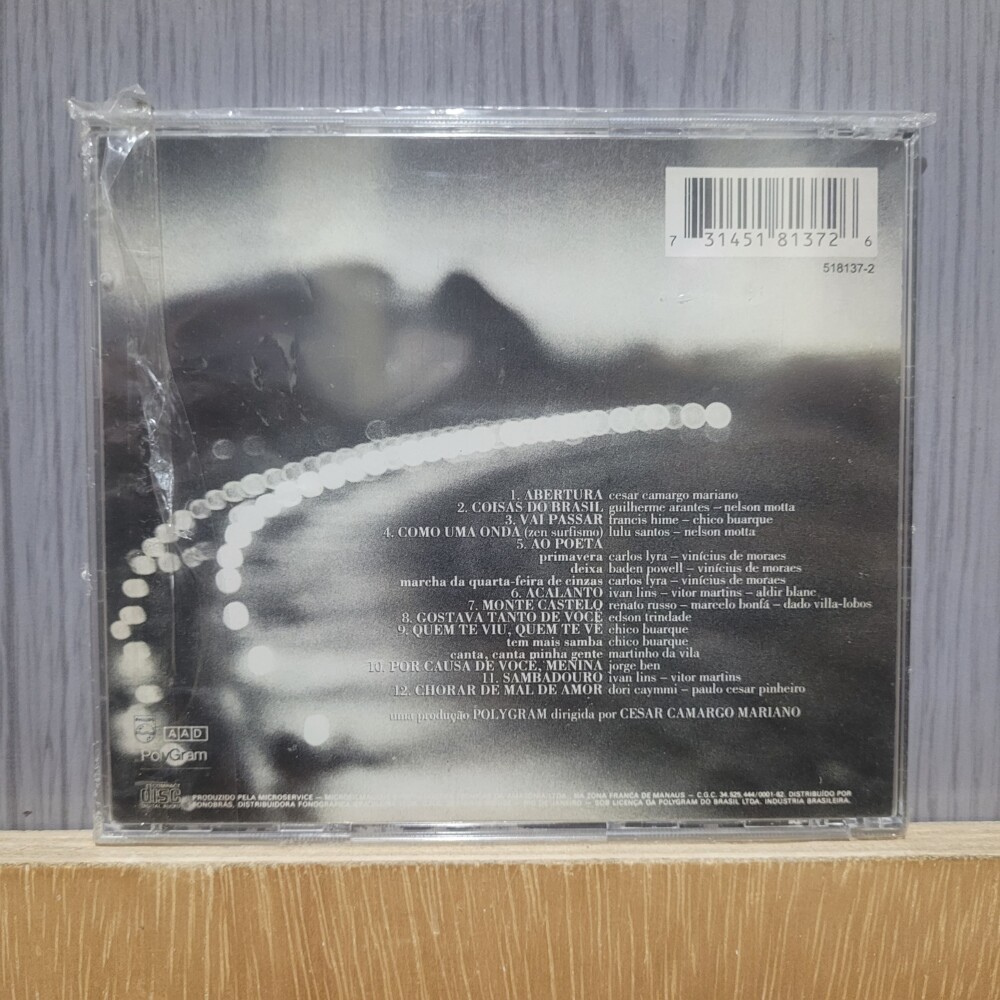 7 31451 81372 6
518137-2
1. ABERTURA cesar camargo mariano
2. COISAS DO BRASIL guilherme arantes – nelson motta
3. VAI PASSAR francis hime – chico buarque
4. COMO UMA ONDA (zen surfismo) lulu santos – nelson motta
5. AO POETA
primavera carlos lyra – vinícius de moraes
deixa baden powell – vinícius de moraes
marcha da quarta-feira de cinzas carlos lyra – vinícius de moraes
6. ACALANTO ivan lins – vitor martins – aldir blanc
7. MONTE CASTELO renato russo – marcelo bonfá – dado villa-lobos
8. GOSTAVA TANTO DE VOCÊ edson trindade
9. QUEM TE VIU, QUEM TE VÊ chico buarque
tem mais samba chico buarque
canta, canta minha gente martinho da vila
10. POR CAUSA DE VOCÊ, MENINA jorge ben
11. SAMBADOURO ivan lins – vitor martins
12. CHORAR DE MAL DE AMOR dori caymmi – paulo cesar pinheiro
uma produção POLYGRAM dirigida por CESAR CAMARGO MARIANO
AAD
PolyGram
COMPACT
disc
DIGITAL AUDIO
PRODUZIDO PELA MICROSERVICE – NA ZONA FRANCA DE MANAUS – C.G.C. 34.525.444/0001-62. DISTRIBUÍDO POR
SONOBRÁS, DISTRIBUIDORA FONOGRÁFICA – SOB LICENÇA DA POLYGRAM DO BRASIL LTDA. INDÚSTRIA BRASILEIRA.